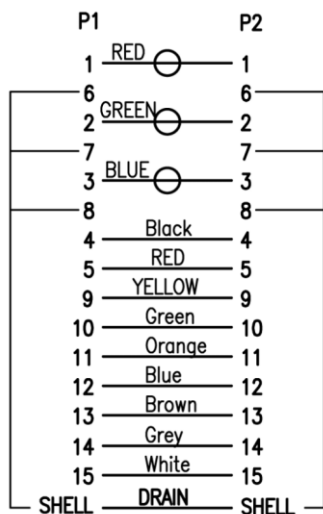 P1 P2
1 RED 1
6 6
2 GREEN 2
7 7
3 BLUE 3
8 8
4 Black 4
5 RED 5
9 YELLOW 9
10 Green 10
11 Orange 11
12 Blue 12
13 Brown 13
14 Grey 14
15 White 15
SHELL DRAIN SHELL